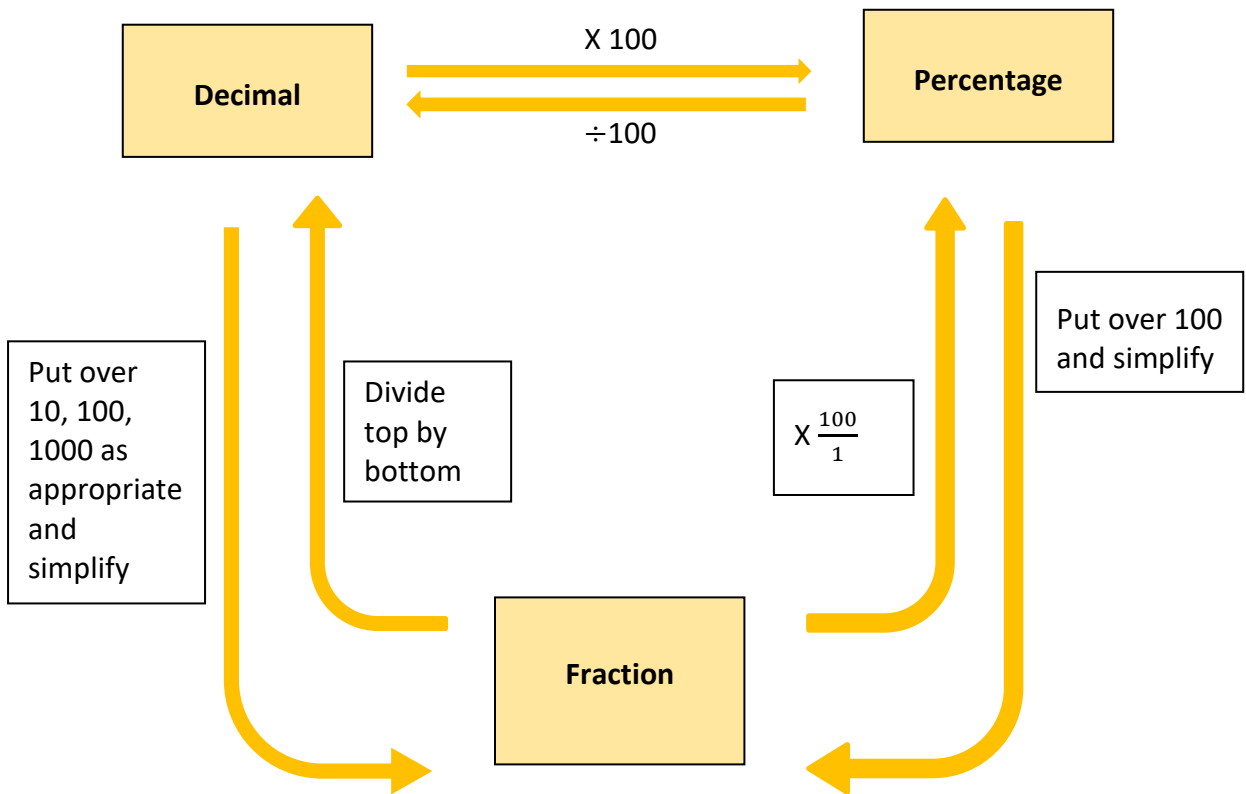 X 100
Decimal
Percentage
÷100
Put over 100
and simplify
Put over
10, 100,
1000 as
appropriate
and
simplify
Divide
top by
bottom
X 100/1
Fraction